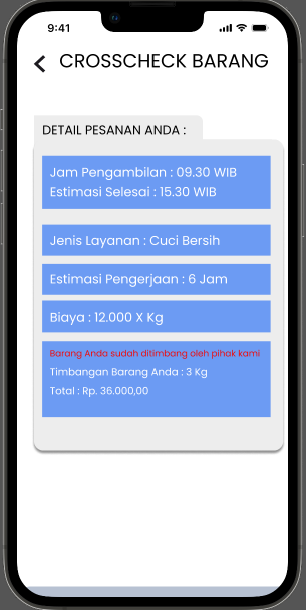 9:41
CROSSCHECK BARANG
DETAIL PESANAN ANDA :
Jam Pengambilan : 09.30 WIB
Estimasi Selesai : 15.30 WIB
Jenis Layanan : Cuci Bersih
Estimasi Pengerjaan : 6 Jam
Biaya : 12.000 X Kg
Barang Anda sudah ditimbang oleh pihak kami
Timbangan Barang Anda : 3 Kg
Total : Rp. 36.000,00